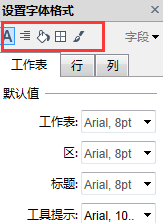 设置字体格式
A 字段
工作表 行 列
默认值
工作表: Arial, 8pt
区: Arial, 8pt
标题: Arial, 8pt
工具提示: Arial, 10..